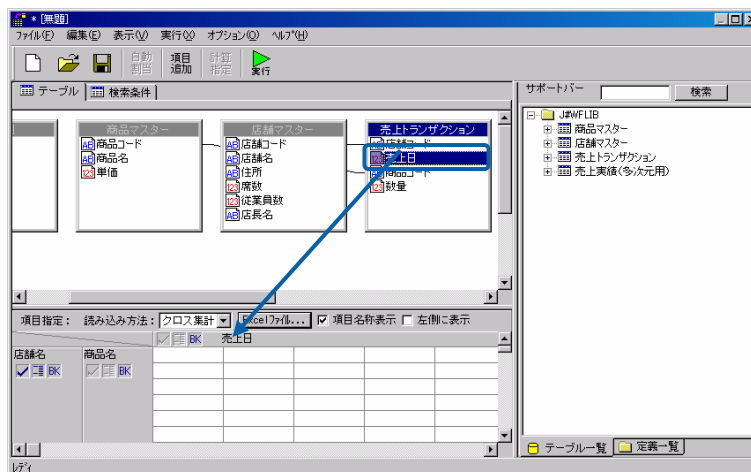 * [無題]
ファイル(F) 編集(E) 表示(V) 実行(X) オプション(O) ヘルプ(H)
自動割当 項目追加 計算指定 実行
テーブル 検索条件
サポートバー 検索
商品マスター
商品コード
商品名
単価
店舗マスター
店舗コード
店舗名
住所
席数
従業員数
店長名
売上トランザクション
店舗コード
売上日
商品コード
数量
J#WFLIB
商品マスター
店舗マスター
売上トランザクション
売上実績(多次元用)
項目指定: 読み込み方法: クロス集計 Excelファイル... 項目名称表示 左側に表示
BK 売上日
店舗名 商品名
BK BK
テーブル一覧 定義一覧
レディ